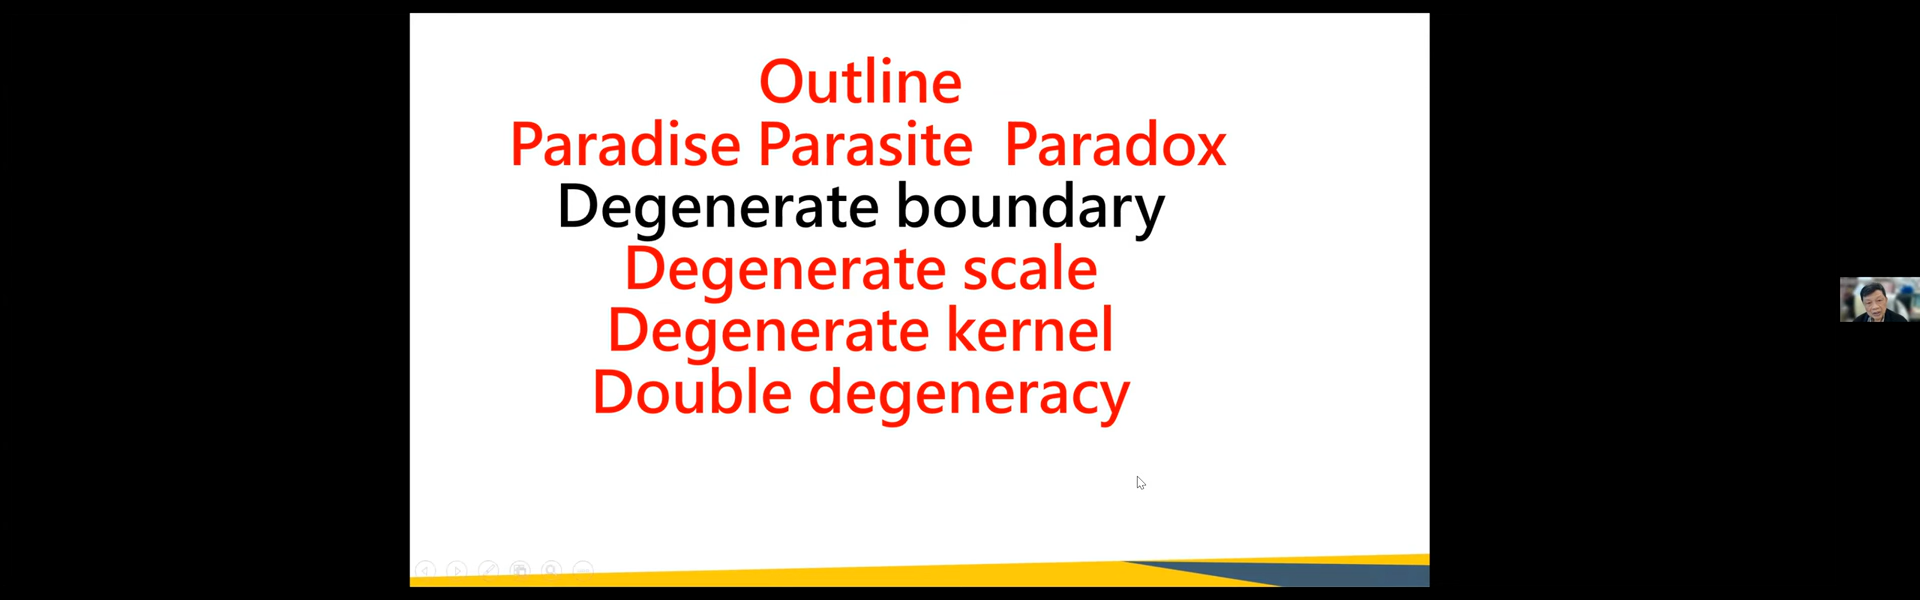 Outline
Paradise Parasite  Paradox
Degenerate boundary
Degenerate scale
Degenerate kernel
Double degeneracy